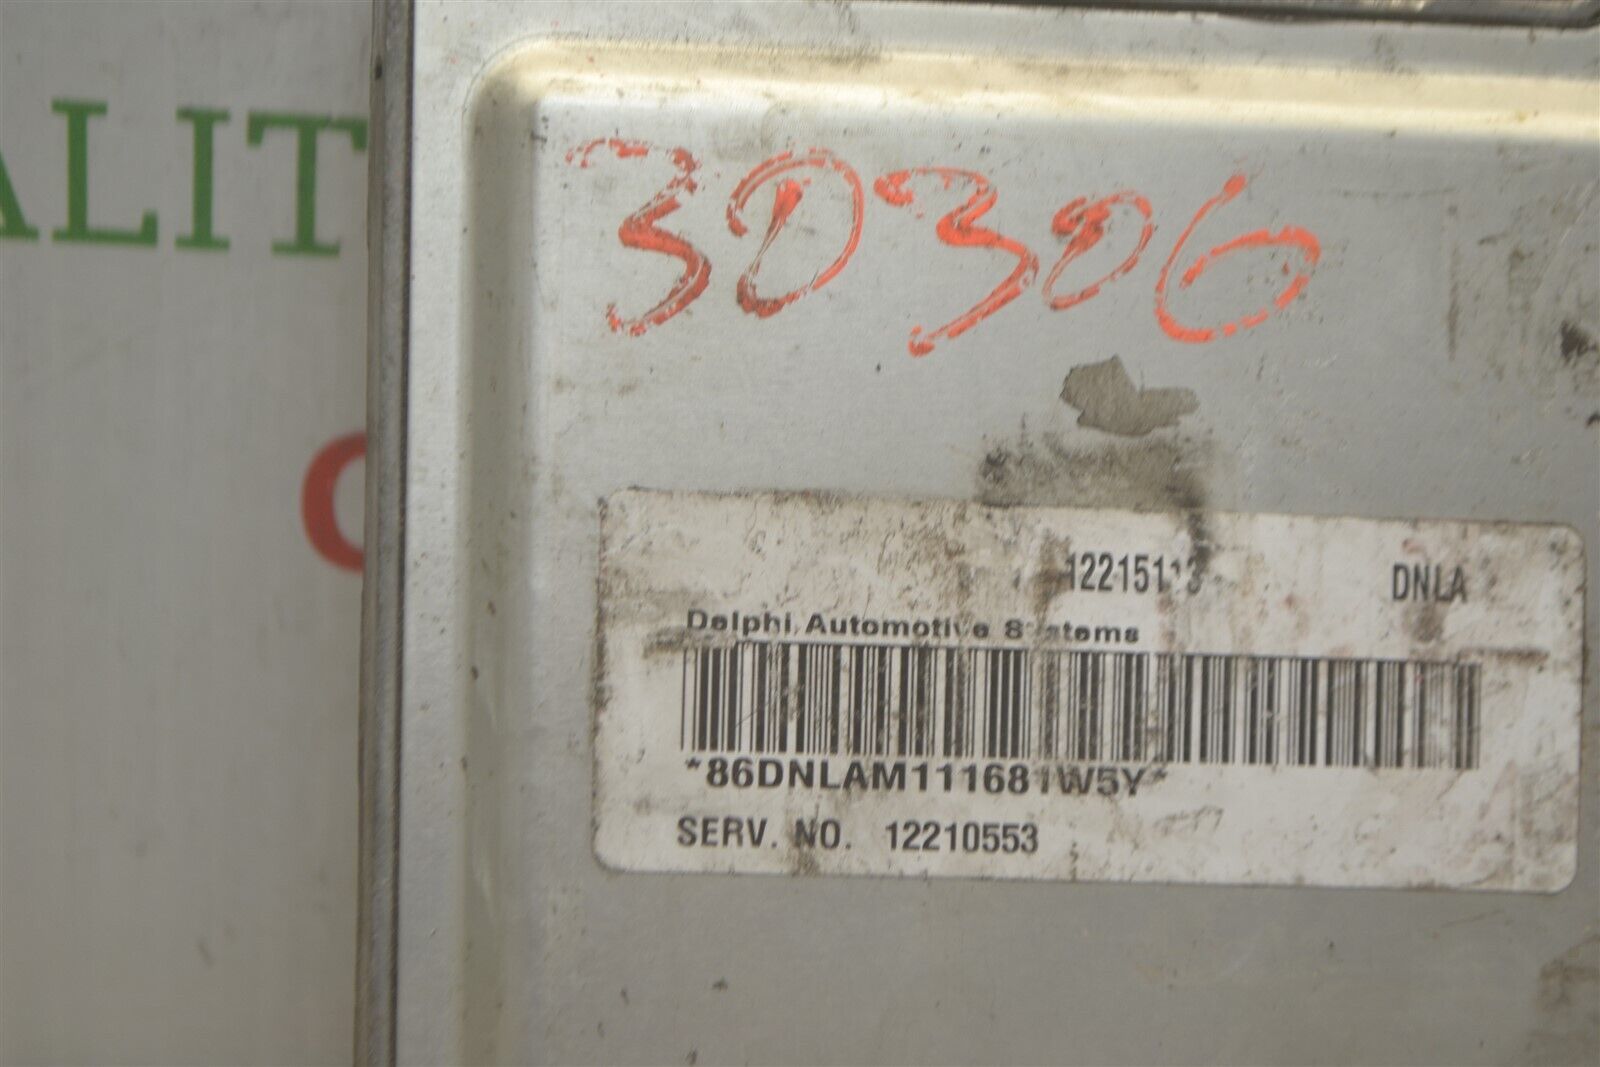 ALIT
30306
DNLA
Delphi Automotive Systems
*86DNLAM111681W5Y*
SERV. NO. 12210553